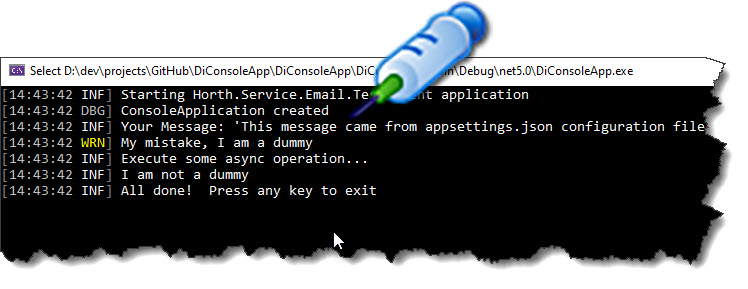 Select D:\dev\projects\GitHub\DiConsoleApp\DiConsoleApp\DiC \Debug\net5.0\DiConsoleApp.exe
[14:43:42 INF] Starting Horth.Service.Email. application
[14:43:42 DBG] ConsoleApplication created
[14:43:42 INF] Your Message: 'This message came from appsettings.json configuration file
[14:43:42 WRN] My mistake, I am a dummy
[14:43:42 INF] Execute some async operation...
[14:43:42 INF] I am not a dummy
[14:43:42 INF] All done!  Press any key to exit